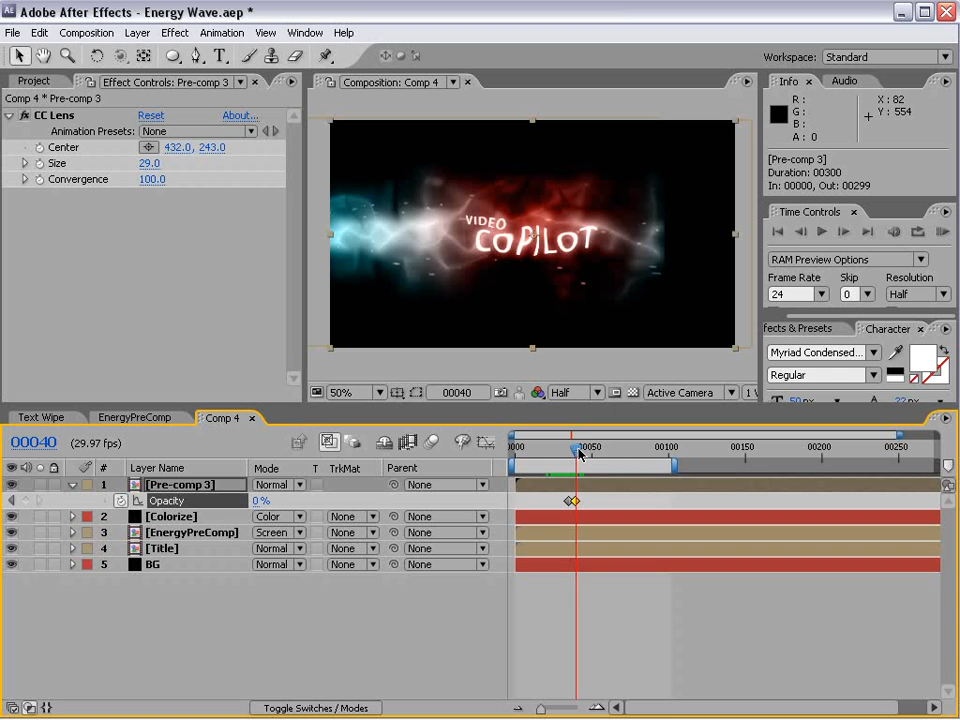 Adobe After Effects - Energy Wave.aep *
File Edit Composition Layer Effect Animation View Window Help
Workspace: Standard
Project Effect Controls: Pre-comp 3
Comp 4 * Pre-comp 3
CC Lens Reset About...
Animation Presets: None
Center 432.0, 243.0
Size 29.0
Convergence 100.0
Composition: Comp 4
VIDEO
COPILOT
50% 00040 Half Active Camera
Info Audio
R: X: 82
G: Y: 554
B:
A: 0
[Pre-comp 3]
Duration: 00300
In: 00000, Out: 00299
Time Controls
RAM Preview Options
Frame Rate Skip Resolution
24 0 Half
Character
Myriad Condensed...
Regular
Text Wipe EnergyPreComp Comp 4
00040 (29.97 fps)
00050 00100 00150 00200 00250
# Layer Name Mode T TrkMat Parent
1 [Pre-comp 3] Normal None
Opacity 0 %
2 [Colorize] Color None None
3 [EnergyPreComp] Screen None None
4 [Title] Normal None None
5 BG Normal None None
Toggle Switches / Modes